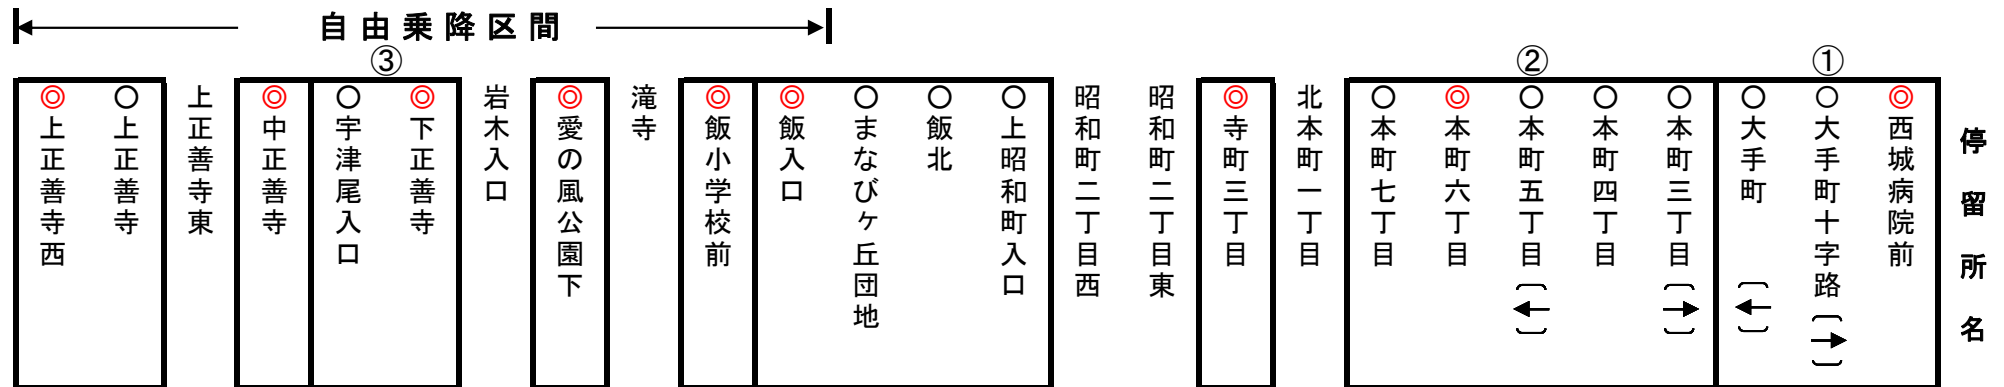 自由乗降区間
③
②
①
停留所名
◎西城病院前
○大手町十字路(→)
○大手町(←)
○本町三丁目(→)
○本町四丁目
○本町五丁目(←)
◎本町六丁目
○本町七丁目
北本町一丁目
◎寺町三丁目
昭和町二丁目東
昭和町二丁目西
○上昭和町入口
○飯北
○まなびヶ丘団地
◎飯入口
◎飯小学校前
滝寺
◎愛の風公園下
岩木入口
◎下正善寺
○宇津尾入口
◎中正善寺
上正善寺東
○上正善寺
◎上正善寺西